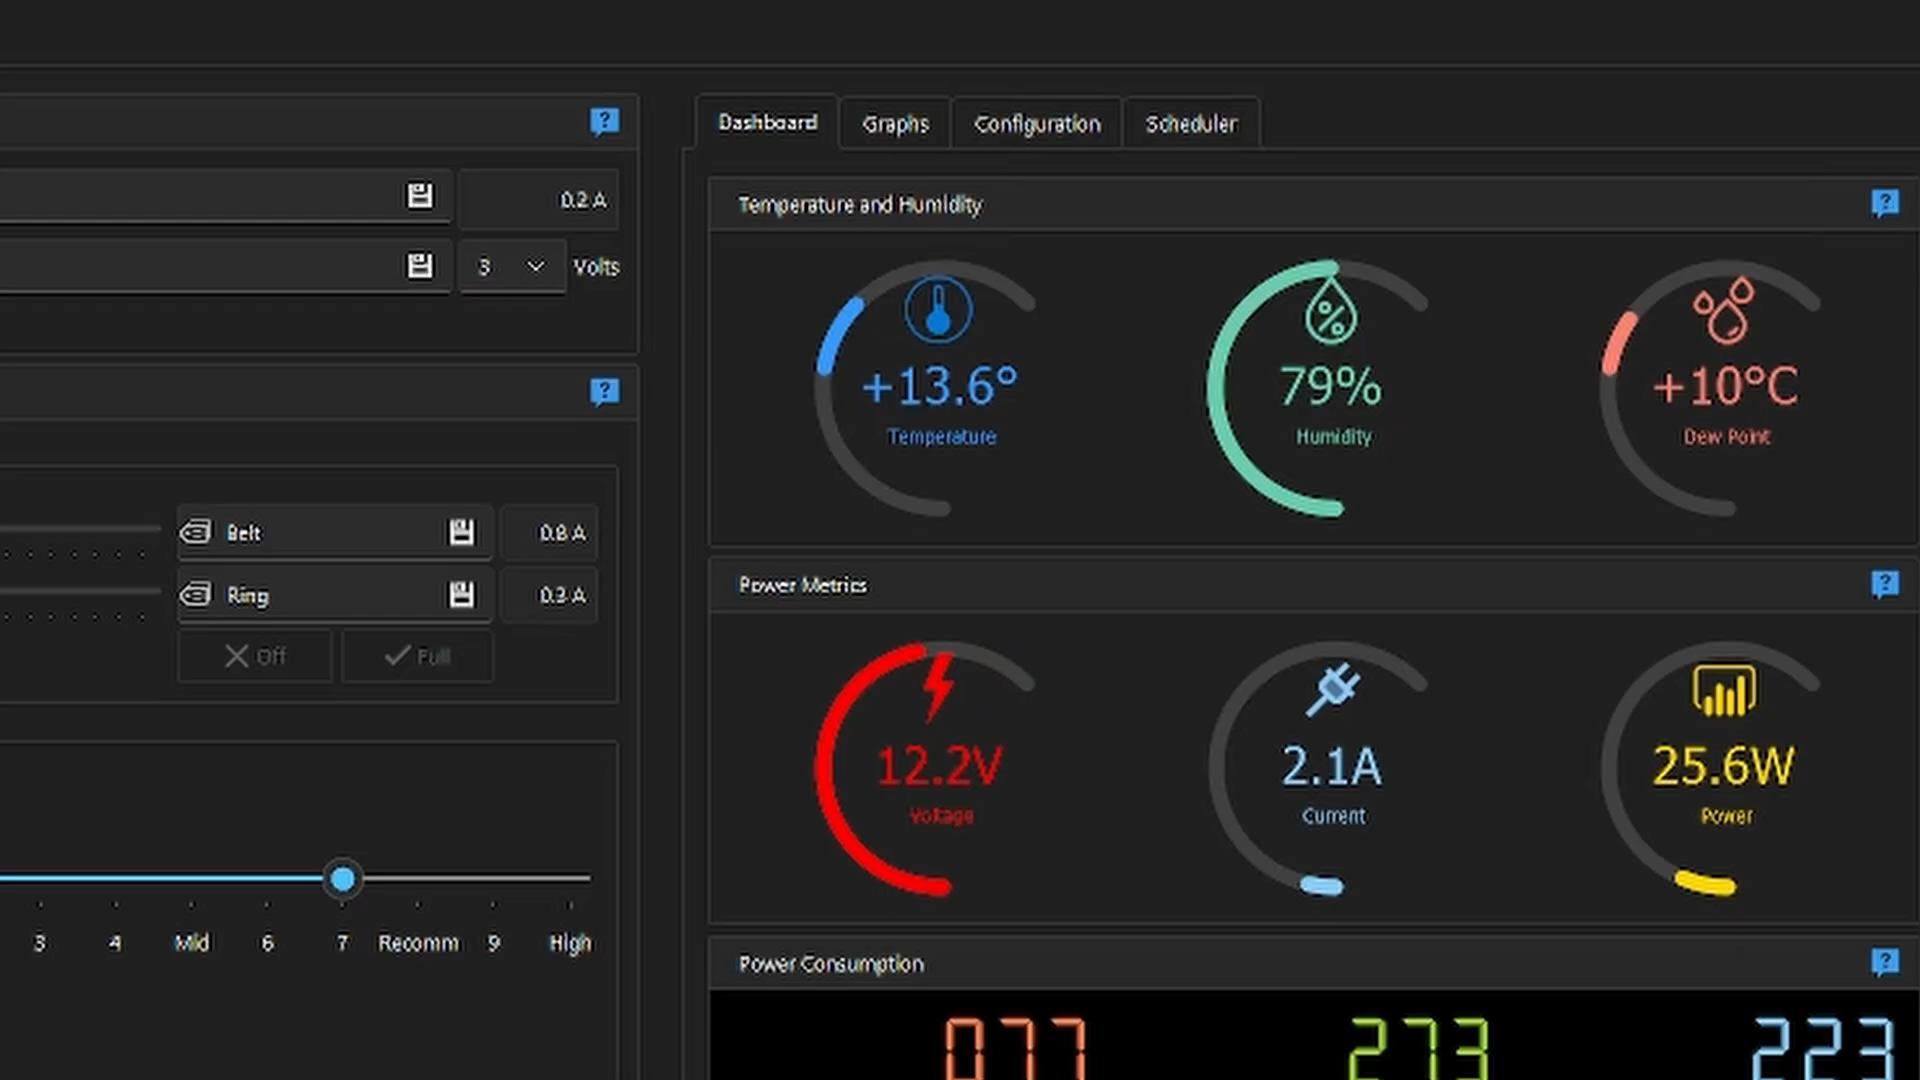 Dashboard Graphs Configuration Scheduler
0.2 A
3 Volts
Temperature and Humidity
+13.6° 79% +10°C
Temperature Humidity Dew Point
Belt 0.8 A
Ring 0.3 A
Off Full
Power Metrics
12.2V 2.1A 25.6W
Voltage Current Power
3 4 Mid 6 7 Recomm 9 High
Power Consumption
077 273 223